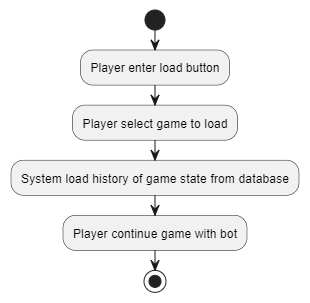 Player enter load button
Player select game to load
System load history of game state from database
Player continue game with bot